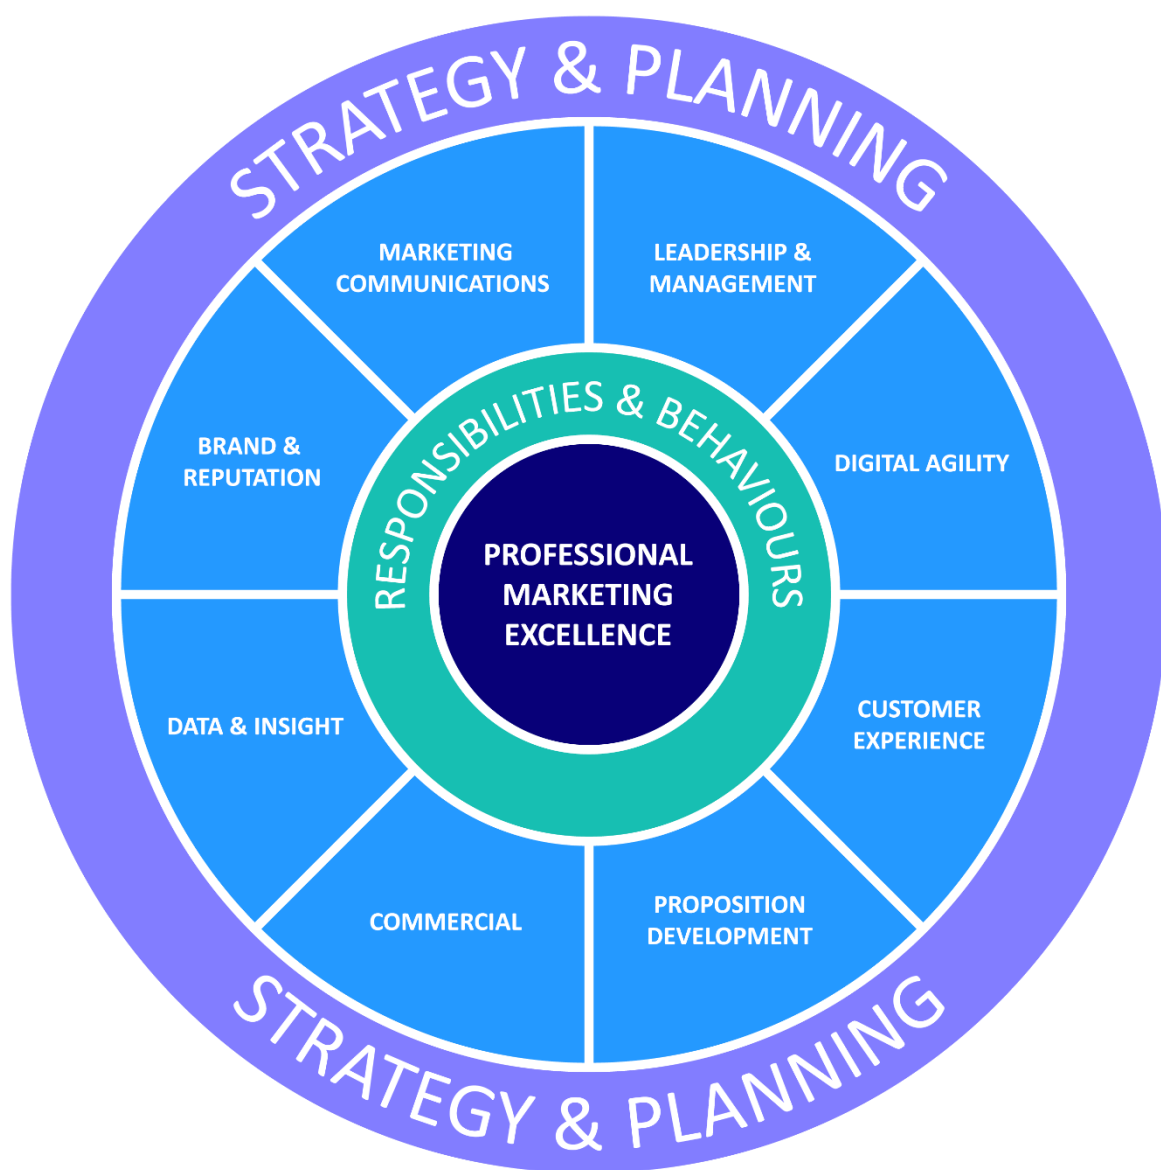 STRATEGY & PLANNING
MARKETING
COMMUNICATIONS
LEADERSHIP &
MANAGEMENT
BRAND &
REPUTATION
DIGITAL AGILITY
RESPONSIBILITIES & BEHAVIOURS
PROFESSIONAL
MARKETING
EXCELLENCE
DATA & INSIGHT
CUSTOMER
EXPERIENCE
COMMERCIAL
PROPOSITION
DEVELOPMENT
STRATEGY & PLANNING